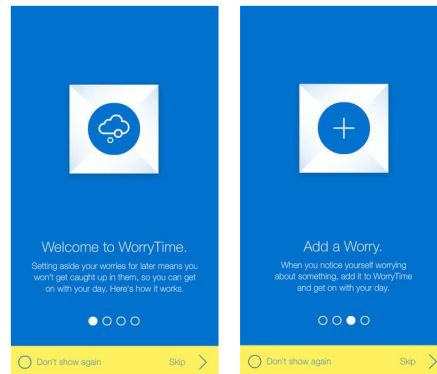 Welcome to WorryTime.
Setting aside your worries for later means you
won't get caught up in them, so you can get
on with your day. Here's how it works.
Don't show again Skip
Add a Worry.
When you notice yourself worrying
about something, add it to WorryTime
and get on with your day.
Don't show again Skip